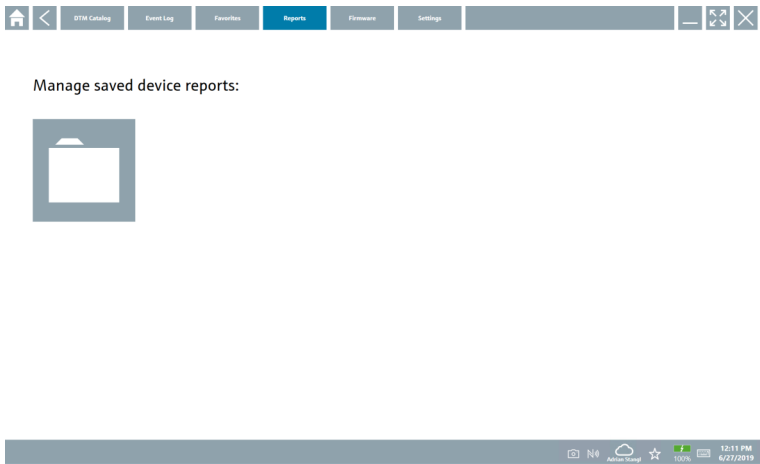 DTM Catalog
Event Log
Favorites
Reports
Firmware
Settings
Manage saved device reports:
Adrian Stangl
100%
12:11 PM
6/27/2019